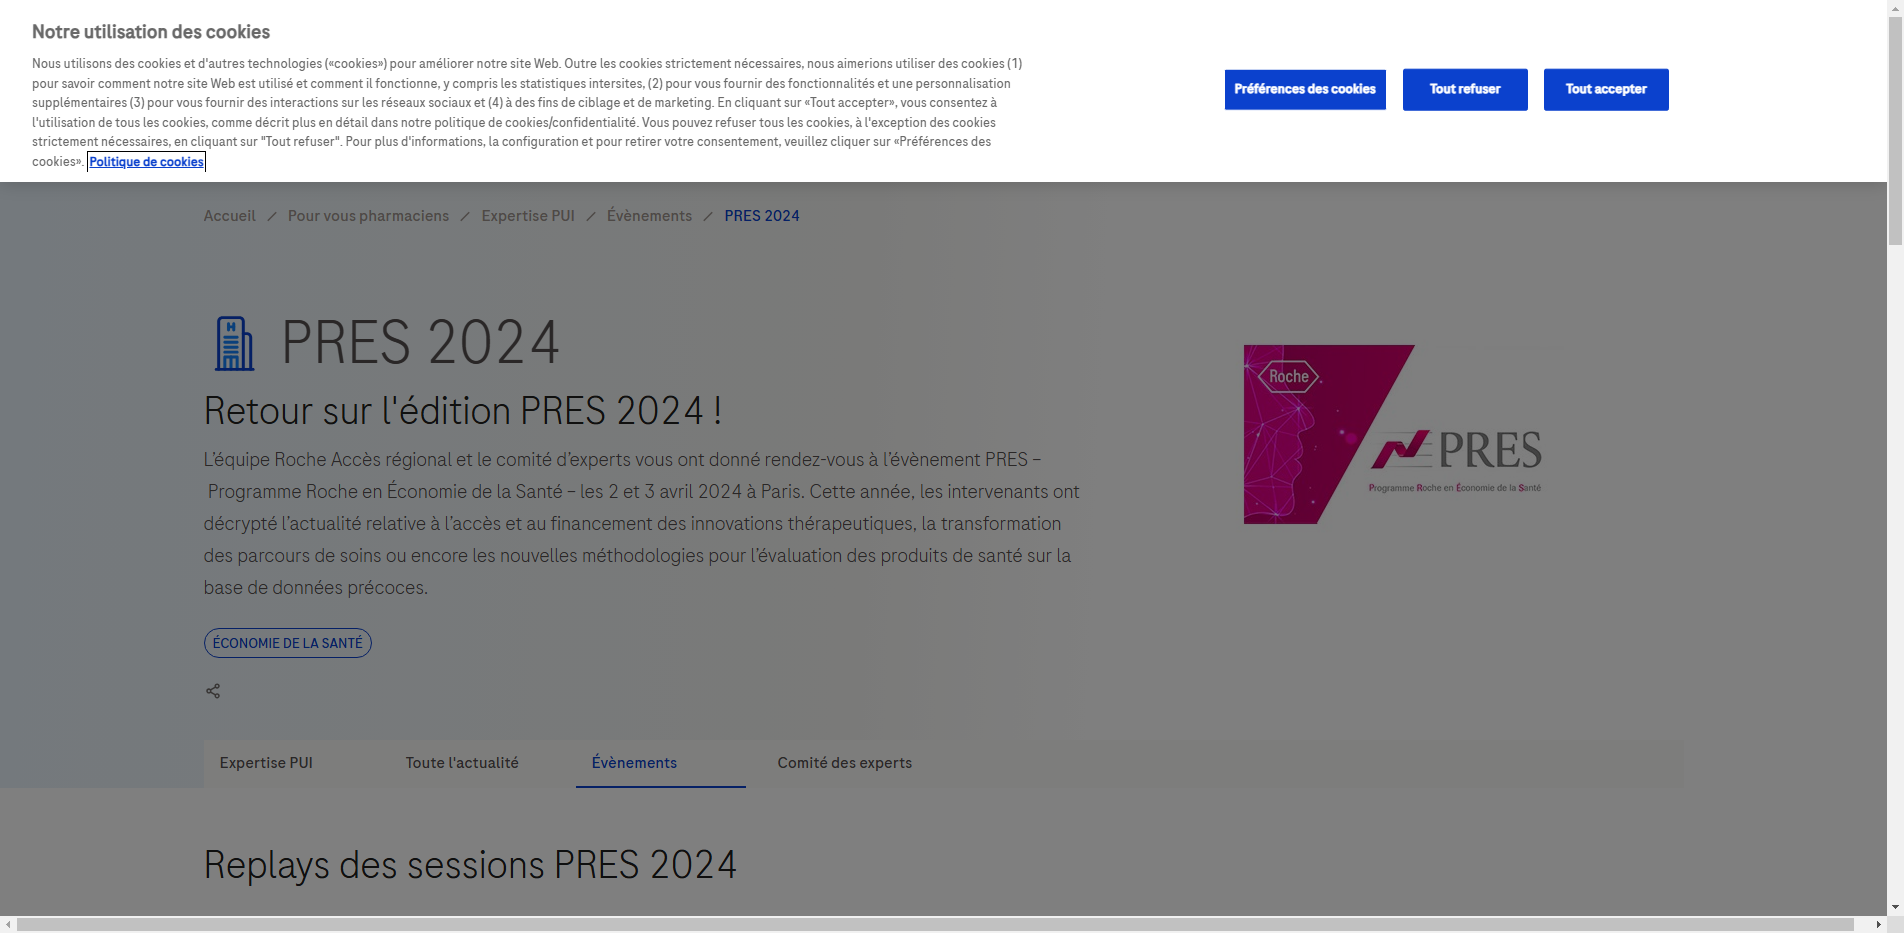 Notre utilisation des cookies
Nous utilisons des cookies et d'autres technologies («cookies») pour améliorer notre site Web. Outre les cookies strictement nécessaires, nous aimerions utiliser des cookies (1)
pour savoir comment notre site Web est utilisé et comment il fonctionne, y compris les statistiques intersites, (2) pour vous fournir des fonctionnalités et une personnalisation
supplémentaires (3) pour vous fournir des interactions sur les réseaux sociaux et (4) à des fins de ciblage et de marketing. En cliquant sur «Tout accepter», vous consentez à
l'utilisation de tous les cookies, comme décrit plus en détail dans notre politique de cookies/confidentialité. Vous pouvez refuser tous les cookies, à l'exception des cookies
strictement nécessaires, en cliquant sur "Tout refuser". Pour plus d'informations, la configuration et pour retirer votre consentement, veuillez cliquer sur «Préférences des
cookies». Politique de cookies
Préférences des cookies
Tout refuser
Tout accepter
Accueil / Pour vous pharmaciens / Expertise PUI / Évènements / PRES 2024
H
PRES 2024
Retour sur l'édition PRES 2024 !
L’équipe Roche Accès régional et le comité d’experts vous ont donné rendez-vous à l’évènement PRES –
Programme Roche en Économie de la Santé – les 2 et 3 avril 2024 à Paris. Cette année, les intervenants ont
décrypté l’actualité relative à l’accès et au financement des innovations thérapeutiques, la transformation
des parcours de soins ou encore les nouvelles méthodologies pour l’évaluation des produits de santé sur la
base de données précoces.
ÉCONOMIE DE LA SANTÉ
Roche
PRES
Programme Roche en Économie de la Santé
Expertise PUI
Toute l'actualité
Évènements
Comité des experts
Replays des sessions PRES 2024